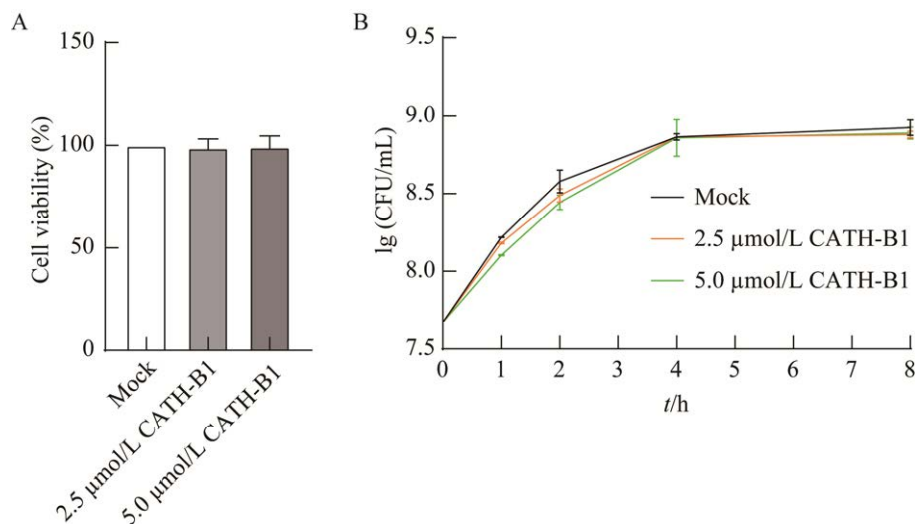 A
150
100
50
0
Cell viability (%)
Mock
2.5 μmol/L CATH-B1
5.0 μmol/L CATH-B1
B
9.5
9.0
8.5
8.0
7.5
lg (CFU/mL)
Mock
2.5 μmol/L CATH-B1
5.0 μmol/L CATH-B1
0 1 2 3 4 5 6 7 8
t/h